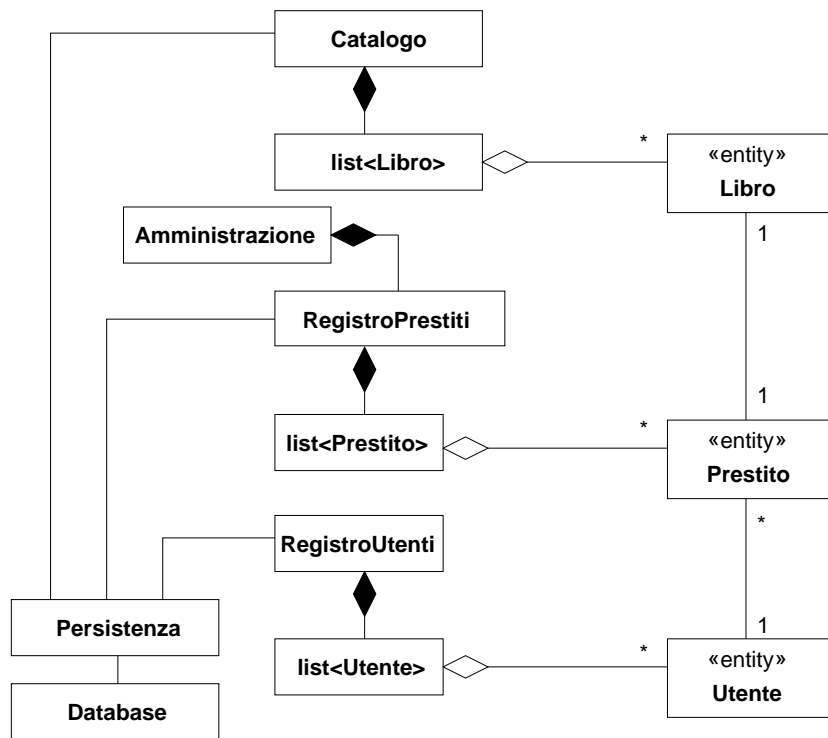 Catalogo
list<Libro>
*
«entity»
Libro
1
Amministrazione
RegistroPrestiti
1
list<Prestito>
*
«entity»
Prestito
*
RegistroUtenti
Persistenza
1
list<Utente>
*
«entity»
Utente
Database